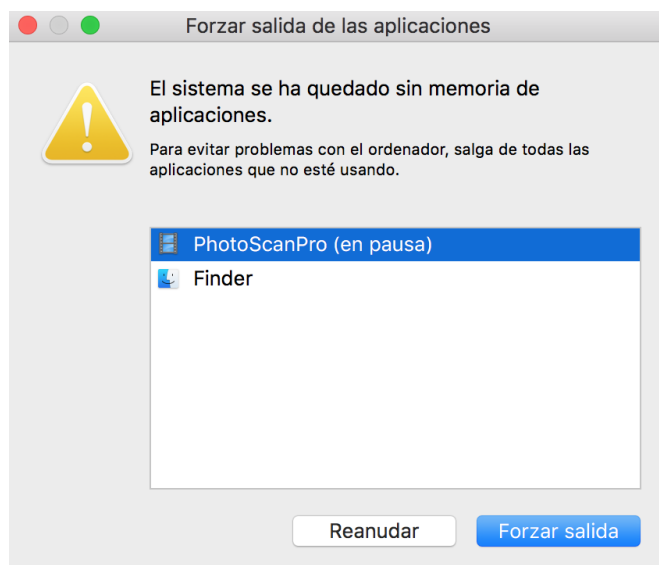 Forzar salida de las aplicaciones
El sistema se ha quedado sin memoria de
aplicaciones.
Para evitar problemas con el ordenador, salga de todas las
aplicaciones que no esté usando.
PhotoScanPro (en pausa)
Finder
Reanudar
Forzar salida